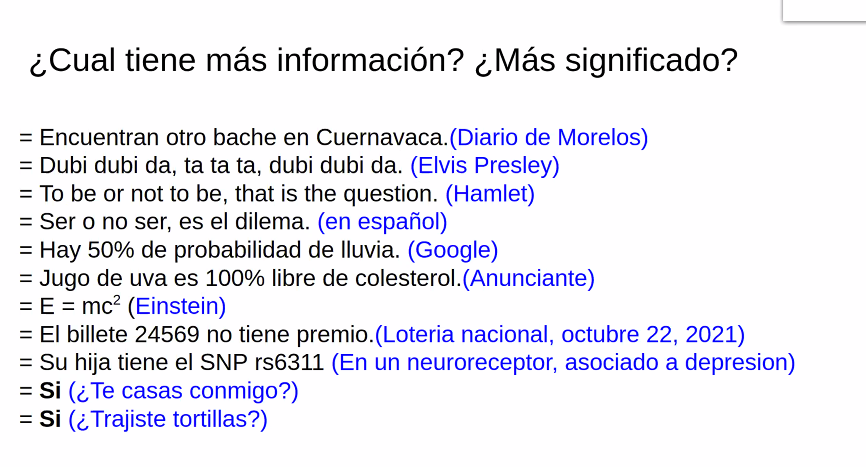 ¿Cual tiene más información? ¿Más significado?
= Encuentran otro bache en Cuernavaca.(Diario de Morelos)
= Dubi dubi da, ta ta ta, dubi dubi da. (Elvis Presley)
= To be or not to be, that is the question. (Hamlet)
= Ser o no ser, es el dilema. (en español)
= Hay 50% de probabilidad de lluvia. (Google)
= Jugo de uva es 100% libre de colesterol.(Anunciante)
= E = mc² (Einstein)
= El billete 24569 no tiene premio.(Loteria nacional, octubre 22, 2021)
= Su hija tiene el SNP rs6311 (En un neuroreceptor, asociado a depresion)
= Si (¿Te casas conmigo?)
= Si (¿Trajiste tortillas?)